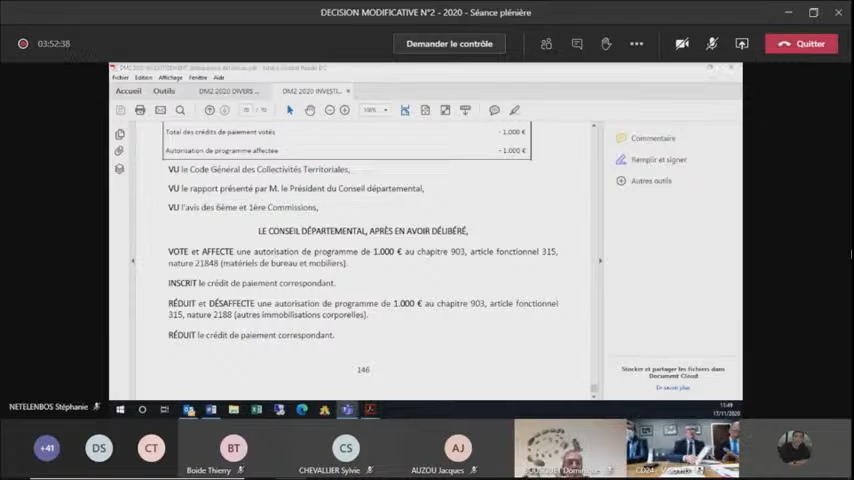 DECISION MODIFICATIVE N°2 - 2020 - Séance plénière
03:52:38
Demander le contrôle
Quitter
Fichier Edition Affichage Fenêtre Aide
Accueil Outils DM2 2020 DIVERS ... DM2 2020 INVESTI... ×
Total des crédits de paiement votés - 1.000 €
Autorisation de programme affectée - 1.000 €
VU le Code Général des Collectivités Territoriales,
VU le rapport présenté par M. le Président du Conseil départemental,
VU l'avis des 6ème et 1ère Commissions,
LE CONSEIL DÉPARTEMENTAL, APRÈS EN AVOIR DÉLIBÉRÉ,
VOTE et AFFECTE une autorisation de programme de 1.000 € au chapitre 903, article fonctionnel 315,
nature 21848 (matériels de bureau et mobiliers).
INSCRIT le crédit de paiement correspondant.
RÉDUIT et DÉSAFFECTE une autorisation de programme de 1.000 € au chapitre 903, article fonctionnel
315, nature 2188 (autres immobilisations corporelles).
RÉDUIT le crédit de paiement correspondant.
146
Commentaire
Remplir et signer
Autres outils
Stocker et partager les fichiers dans
Document Cloud
En savoir plus
NETELENBOS Stéphanie
17/11/2020
+41 DS CT BT CS AJ
Boide Thierry CHEVALLIER Sylvie AUZOU Jacques BOUSQUET Dominique CD24